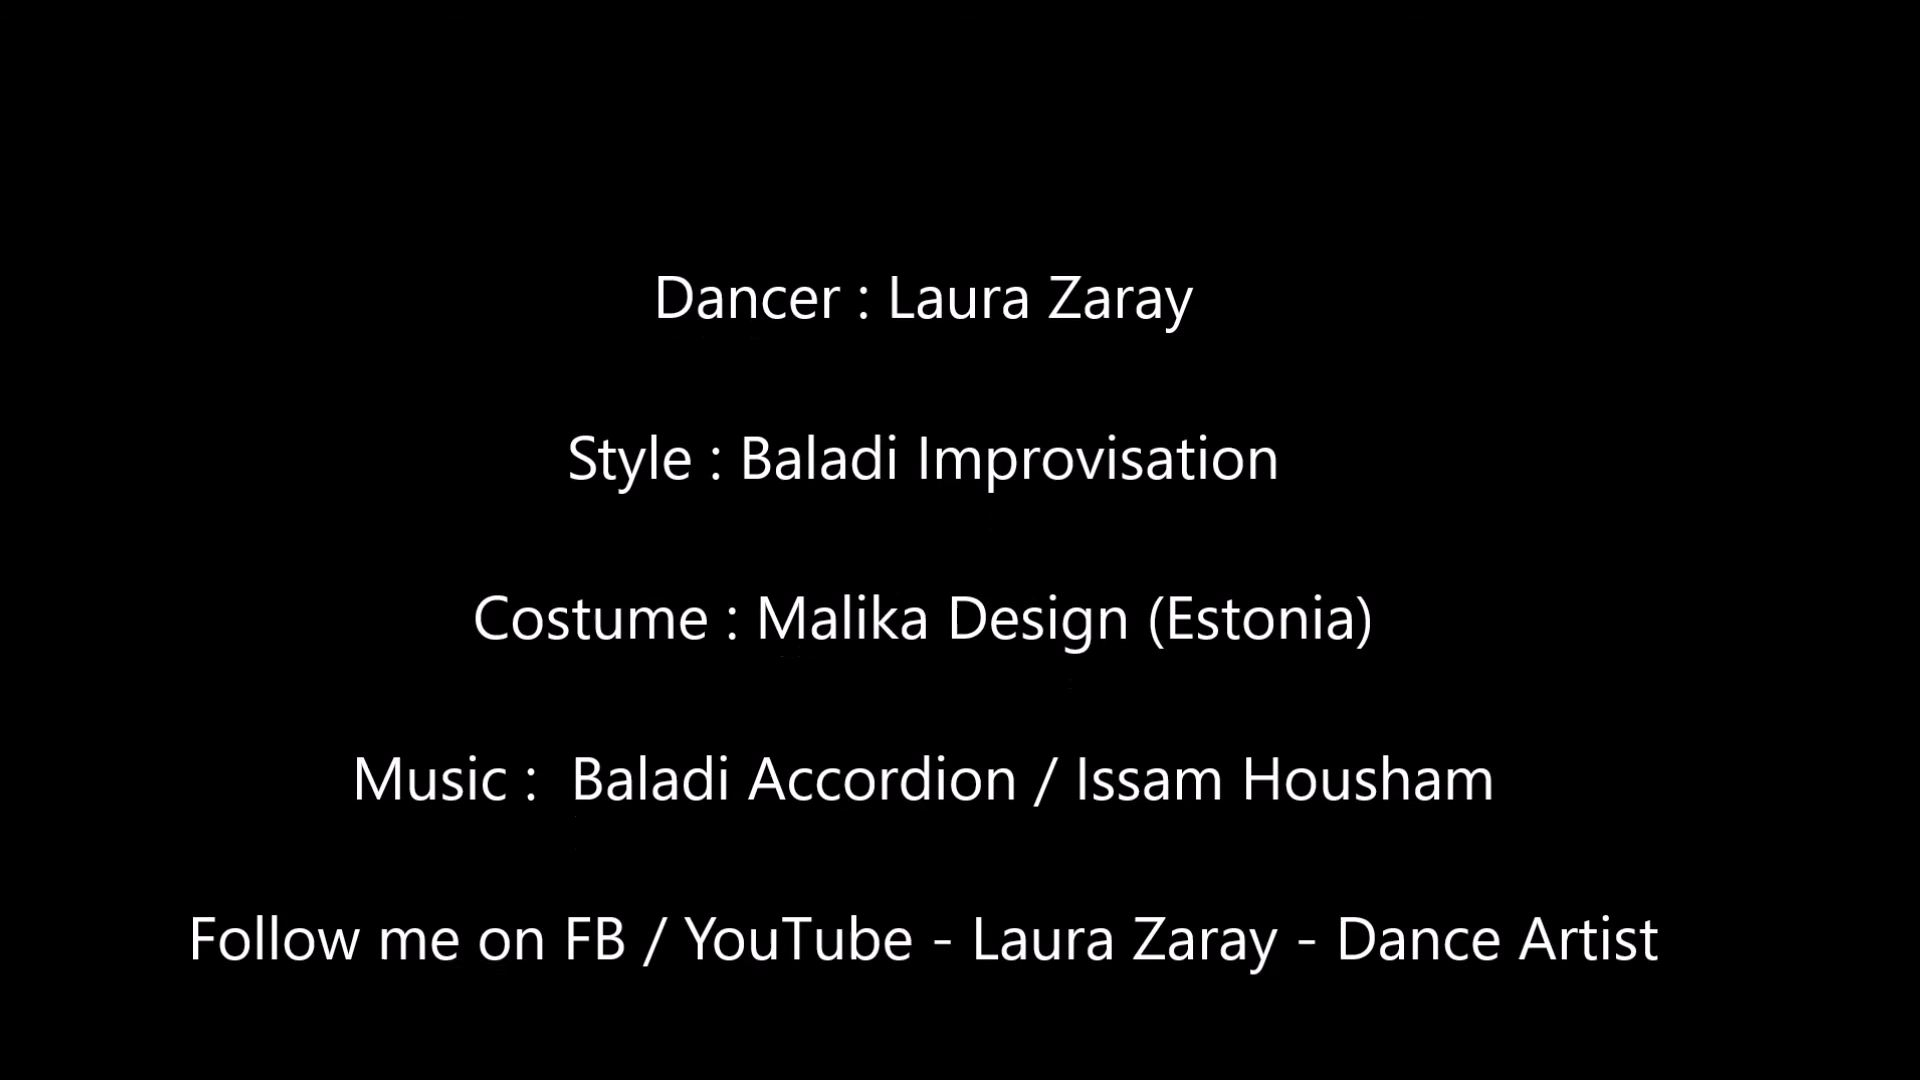 Dancer : Laura Zaray
Style : Baladi Improvisation
Costume : Malika Design (Estonia)
Music :  Baladi Accordion / Issam Housham
Follow me on FB / YouTube - Laura Zaray - Dance Artist